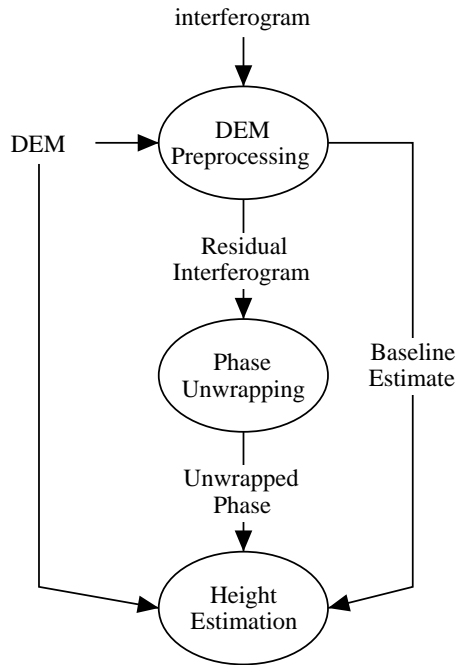 interferogram
DEM
DEM
Preprocessing
Residual
Interferogram
Phase
Unwrapping
Baseline
Estimate
Unwrapped
Phase
Height
Estimation